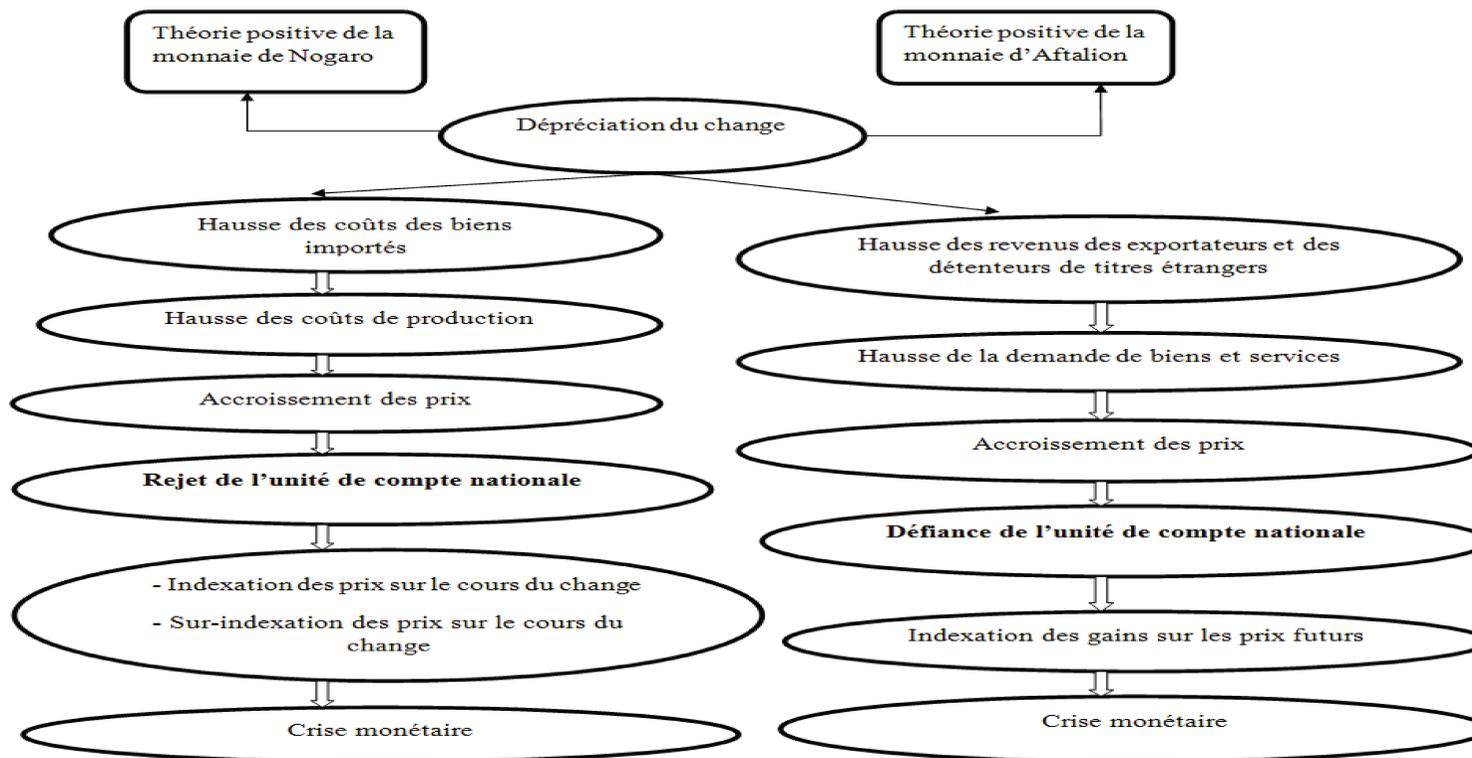 Théorie positive de la
monnaie de Nogaro
Théorie positive de la
monnaie d'Aftalion
Dépréciation du change
Hausse des coûts des biens
importés
Hausse des coûts de production
Accroissement des prix
Rejet de l'unité de compte nationale
- Indexation des prix sur le cours du change
- Sur-indexation des prix sur le cours du
change
Crise monétaire
Hausse des revenus des exportateurs et des
détenteurs de titres étrangers
Hausse de la demande de biens et services
Accroissement des prix
Défiance de l'unité de compte nationale
Indexation des gains sur les prix futurs
Crise monétaire